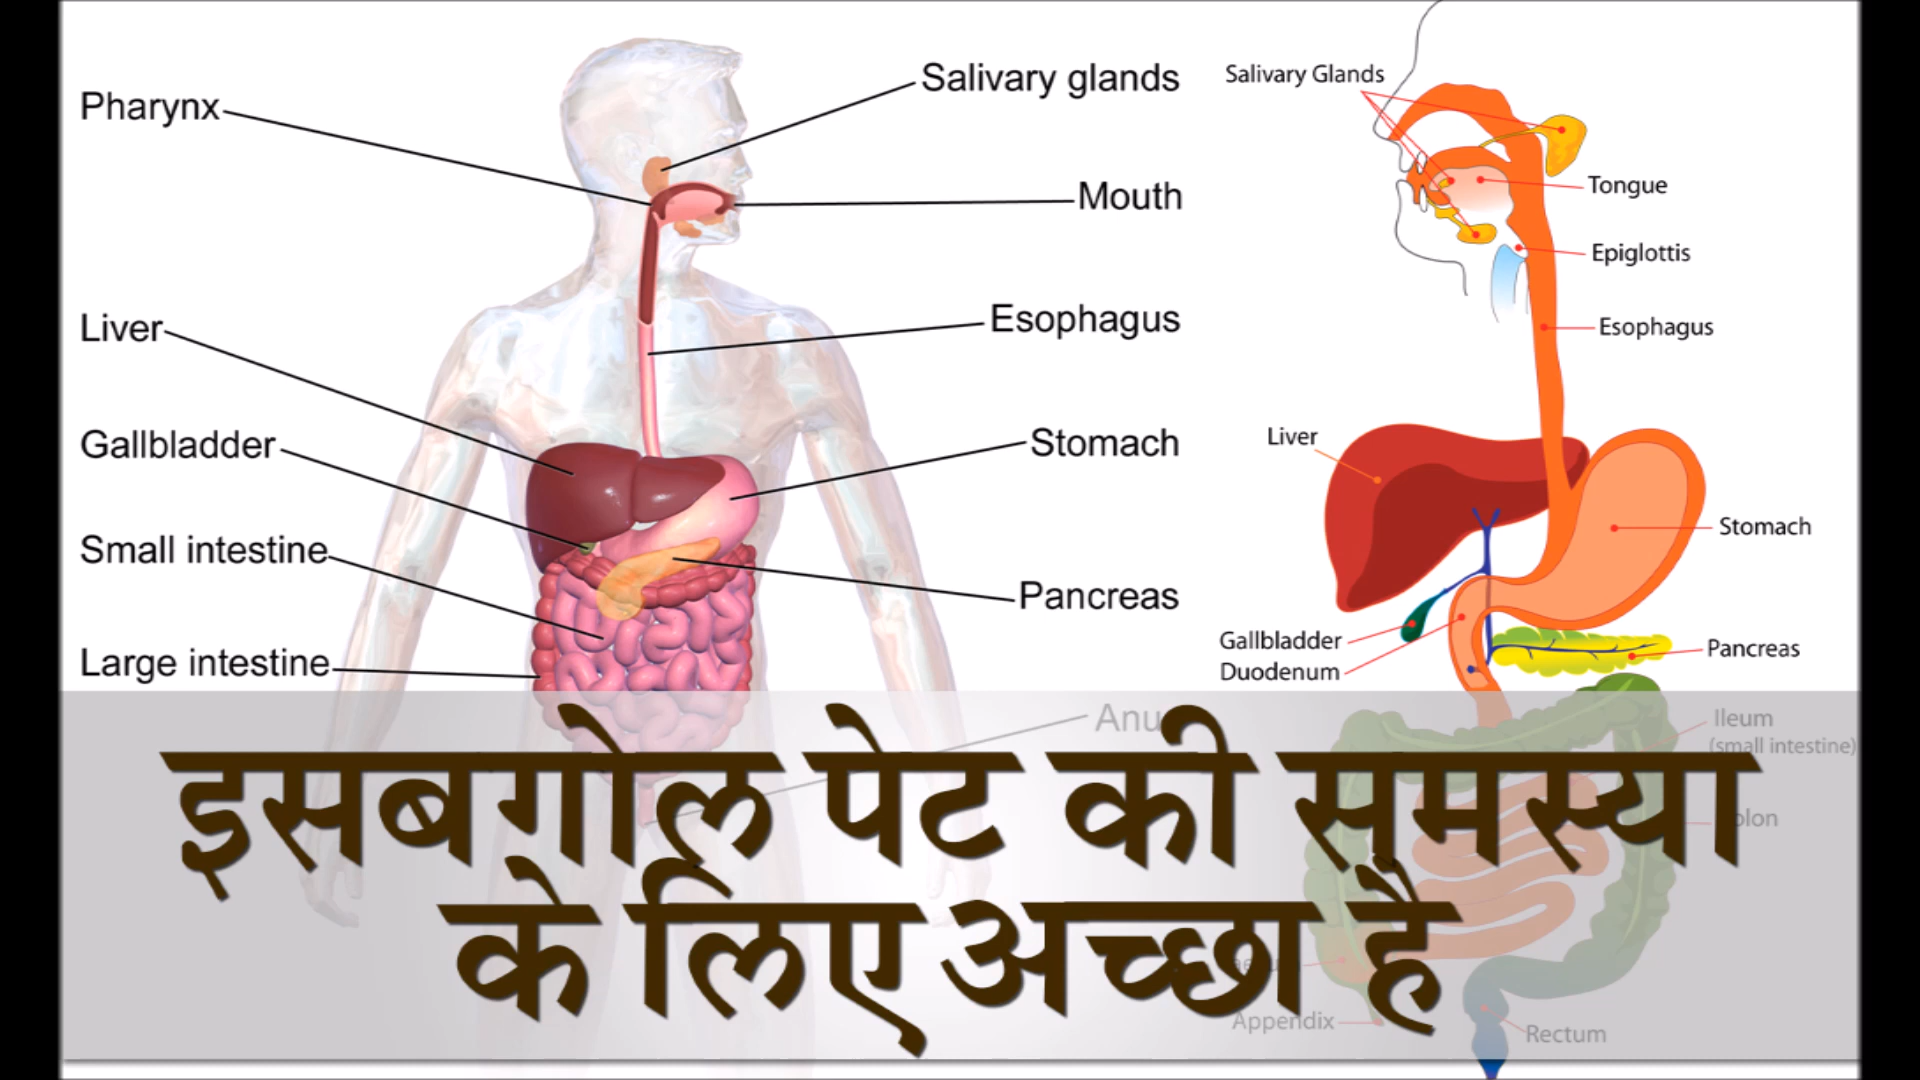 Pharynx
Salivary glands
Mouth
Liver
Esophagus
Gallbladder
Stomach
Small intestine
Pancreas
Large intestine
Salivary Glands
Tongue
Epiglottis
Esophagus
Liver
Stomach
Gallbladder
Duodenum
Pancreas
Ileum
(small intestine)
Appendix
Rectum
इसबगोल पेट की समस्या
के लिए अच्छा है